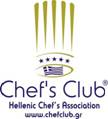 Chef's Club®
Hellenic Chef's Association
www.chefclub.gr